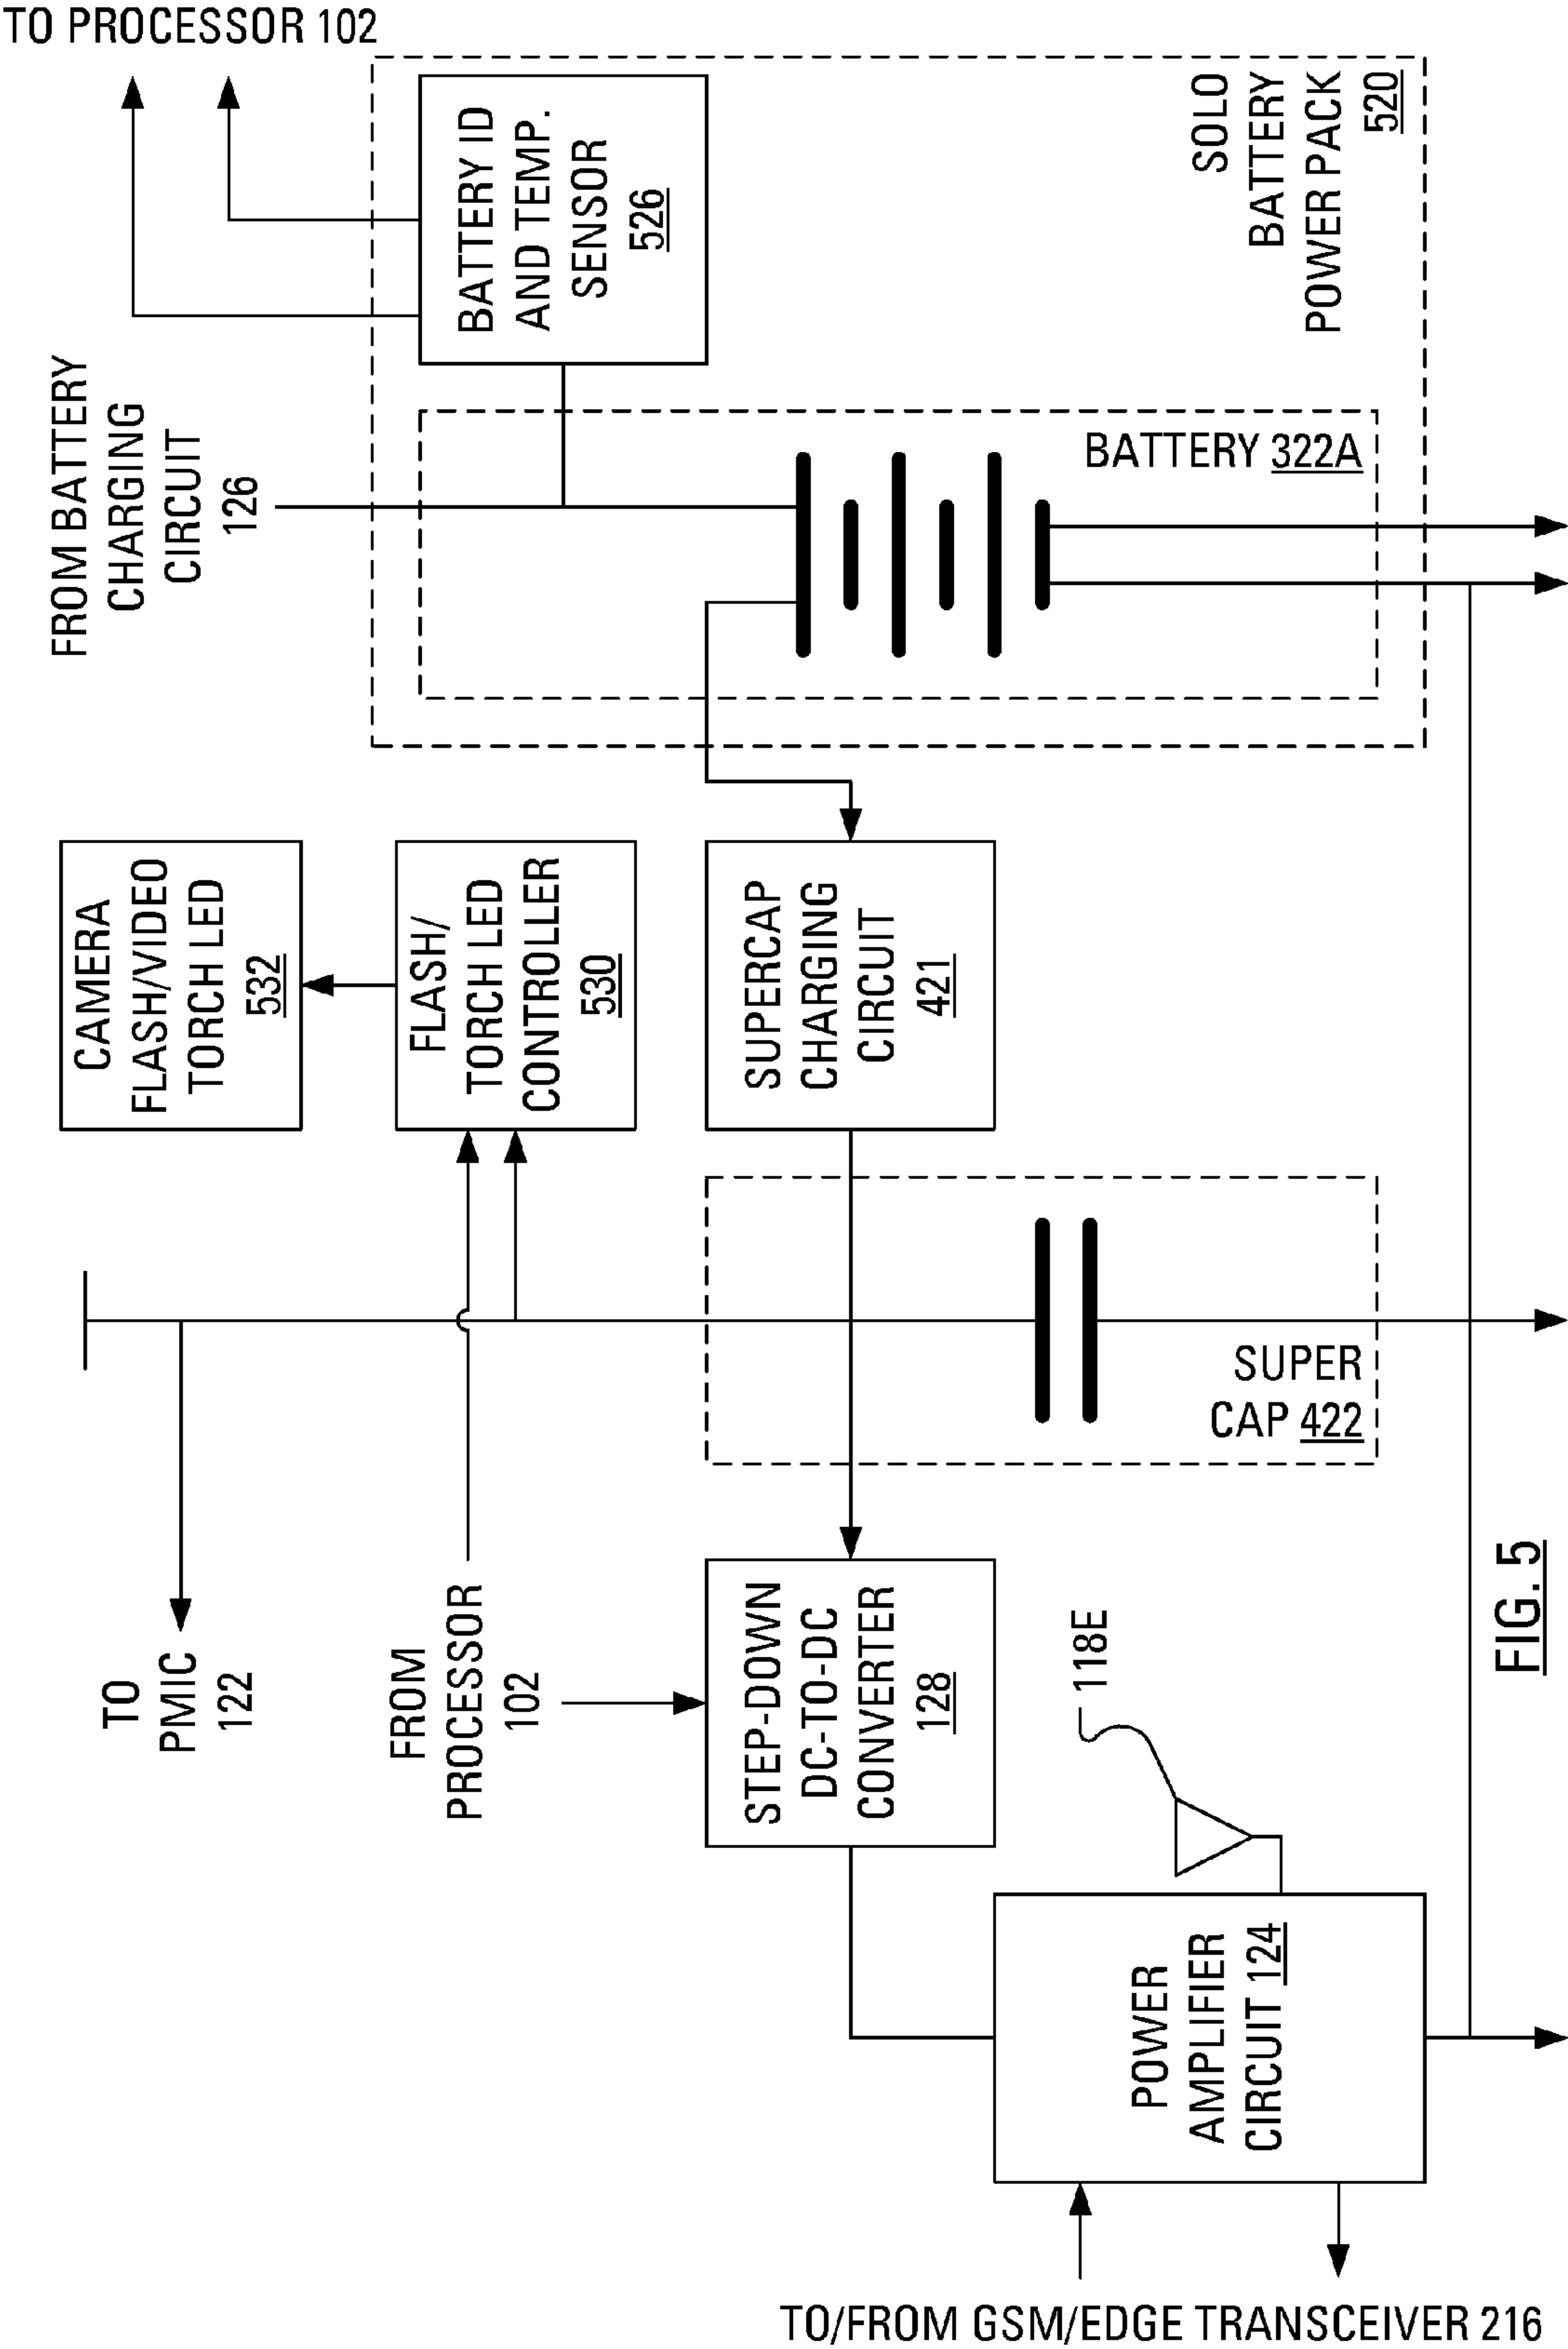 TO PROCESSOR 102
FROM BATTERY
CHARGING
CIRCUIT
126
BATTERY ID
AND TEMP.
SENSOR
526
SOLO
BATTERY
POWER PACK
520
BATTERY 322A
CAMERA
FLASH/VIDEO
TORCH LED
532
FLASH/
TORCH LED
CONTROLLER
530
SUPERCAP
CHARGING
CIRCUIT
421
SUPER
CAP 422
TO
PMIC
122
FROM
PROCESSOR
102
STEP-DOWN
DC-TO-DC
CONVERTER
128
118E
POWER
AMPLIFIER
CIRCUIT 124
TO/FROM GSM/EDGE TRANSCEIVER 216
FIG. 5